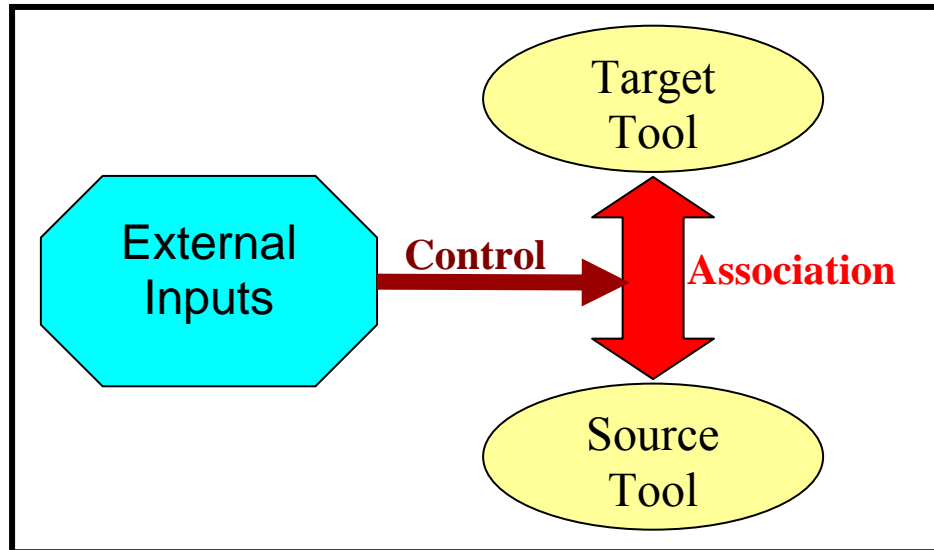 Target
Tool
External
Inputs
Control
Association
Source
Tool